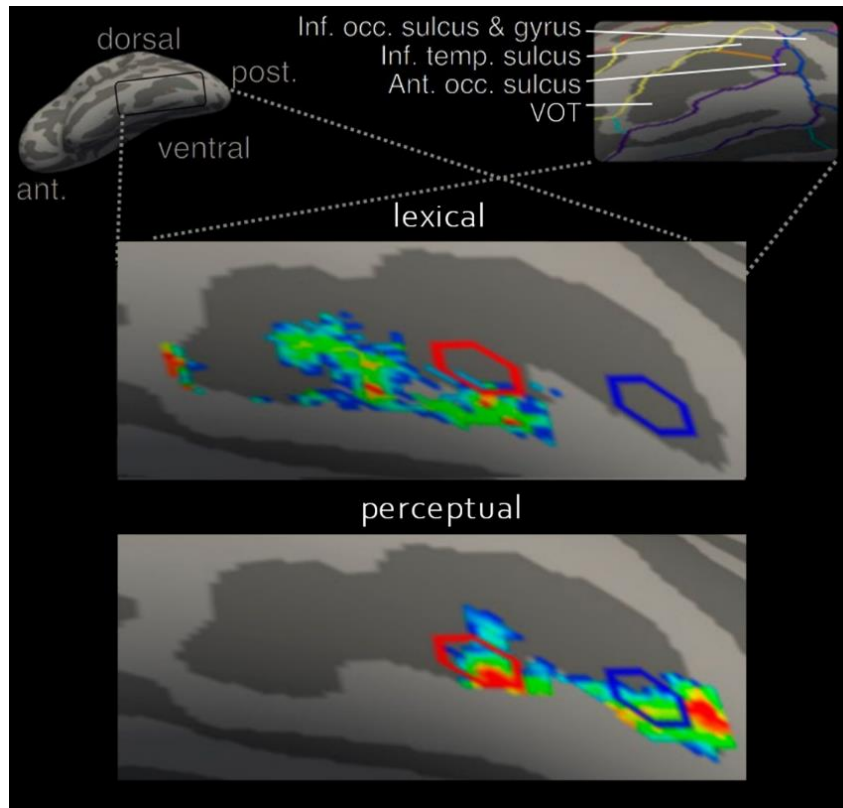 dorsal
post.
ventral
ant.
Inf. occ. sulcus & gyrus
Inf. temp. sulcus
Ant. occ. sulcus
VOT
lexical
perceptual